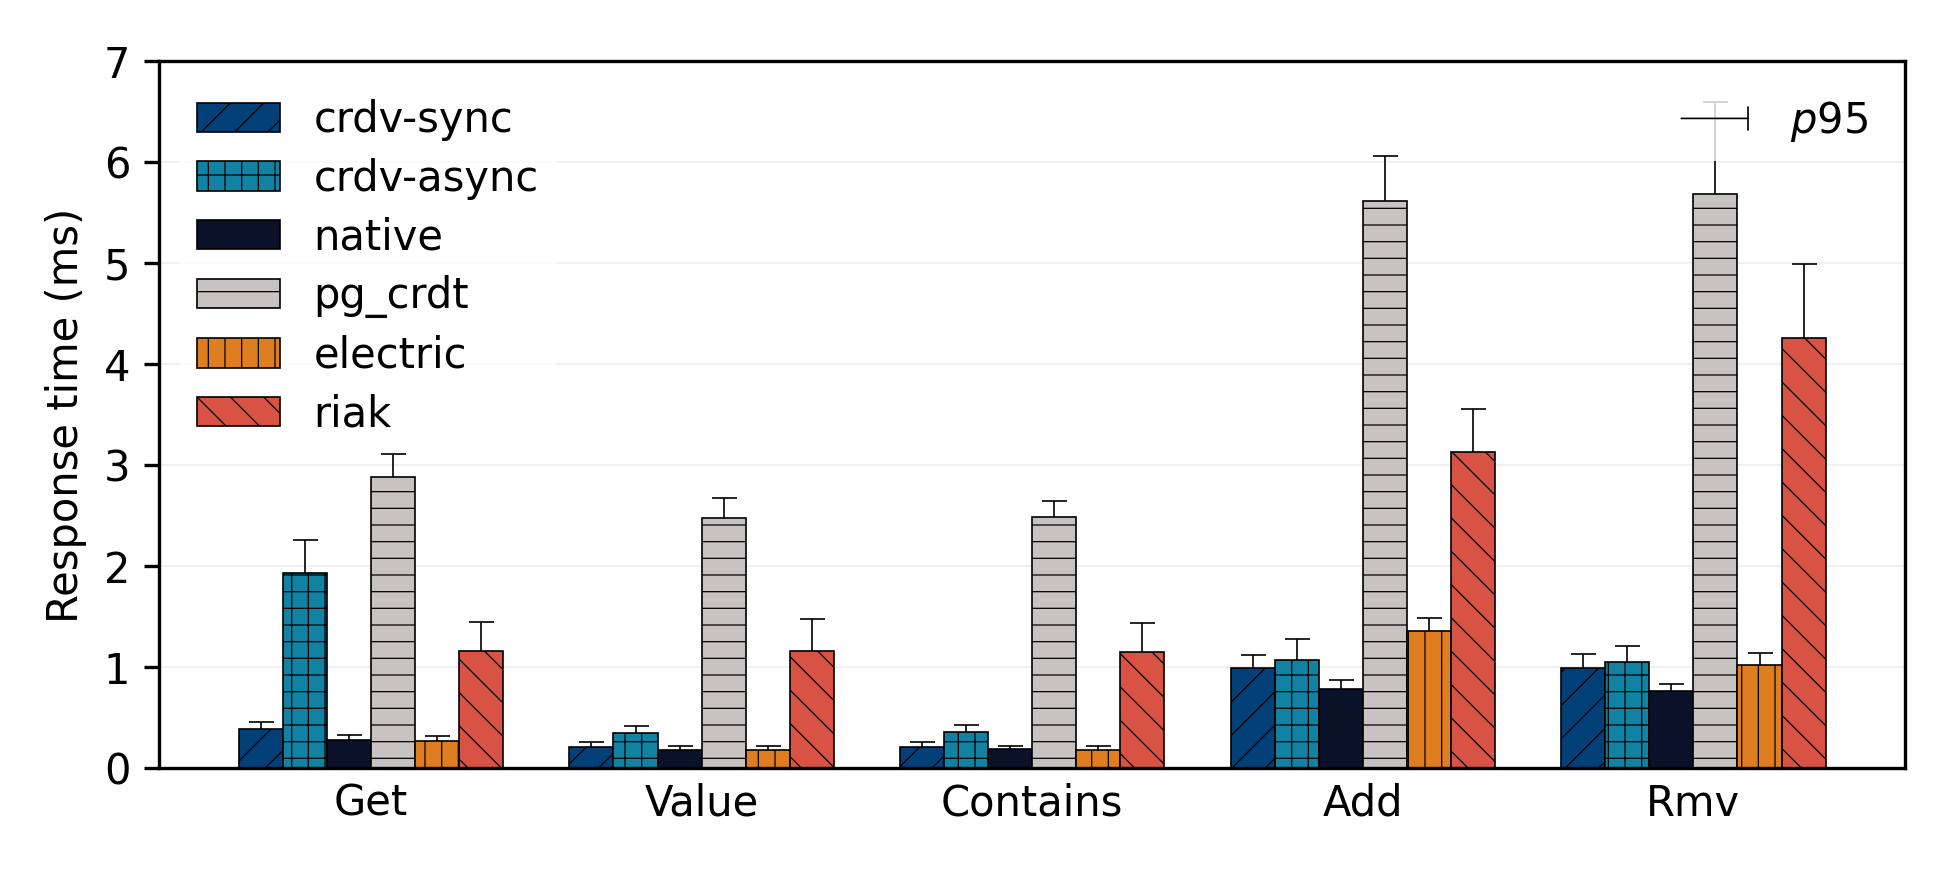 Response time (ms)
7
6
5
4
3
2
1
0
crdv-sync
crdv-async
native
pg_crdt
electric
riak
p95
Get Value Contains Add Rmv